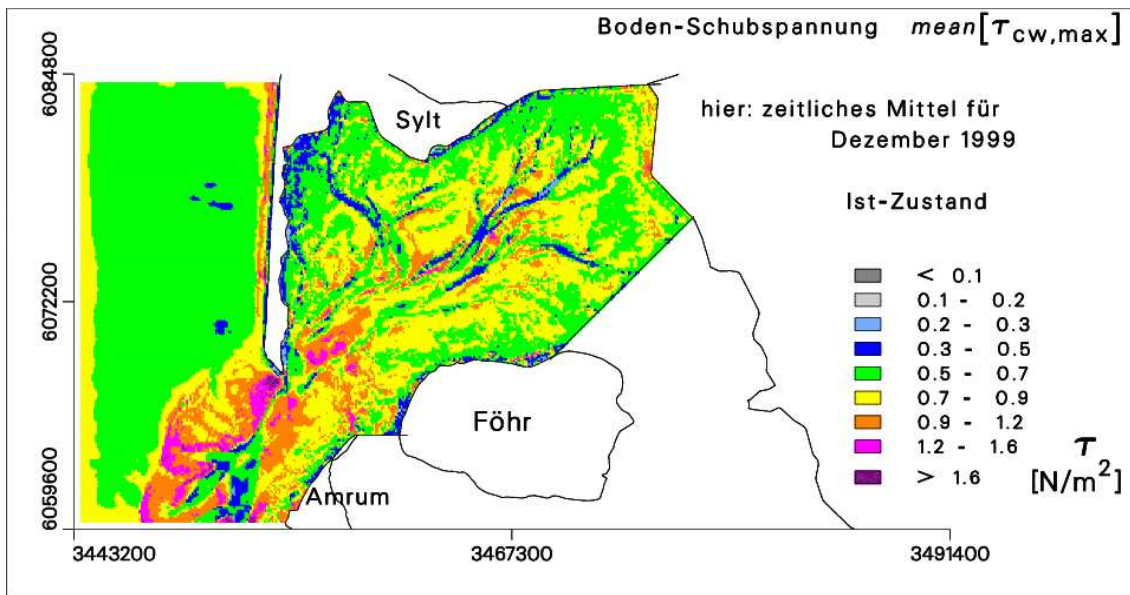 Boden-Schubspannung mean[τcw,max]
hier: zeitliches Mittel für
Dezember 1999
Ist-Zustand
< 0.1
0.1 - 0.2
0.2 - 0.3
0.3 - 0.5
0.5 - 0.7
0.7 - 0.9
0.9 - 1.2
1.2 - 1.6
> 1.6
τ
[N/m²]
Sylt
Föhr
Amrum
6084800
6072200
6059600
3443200
3467300
3491400